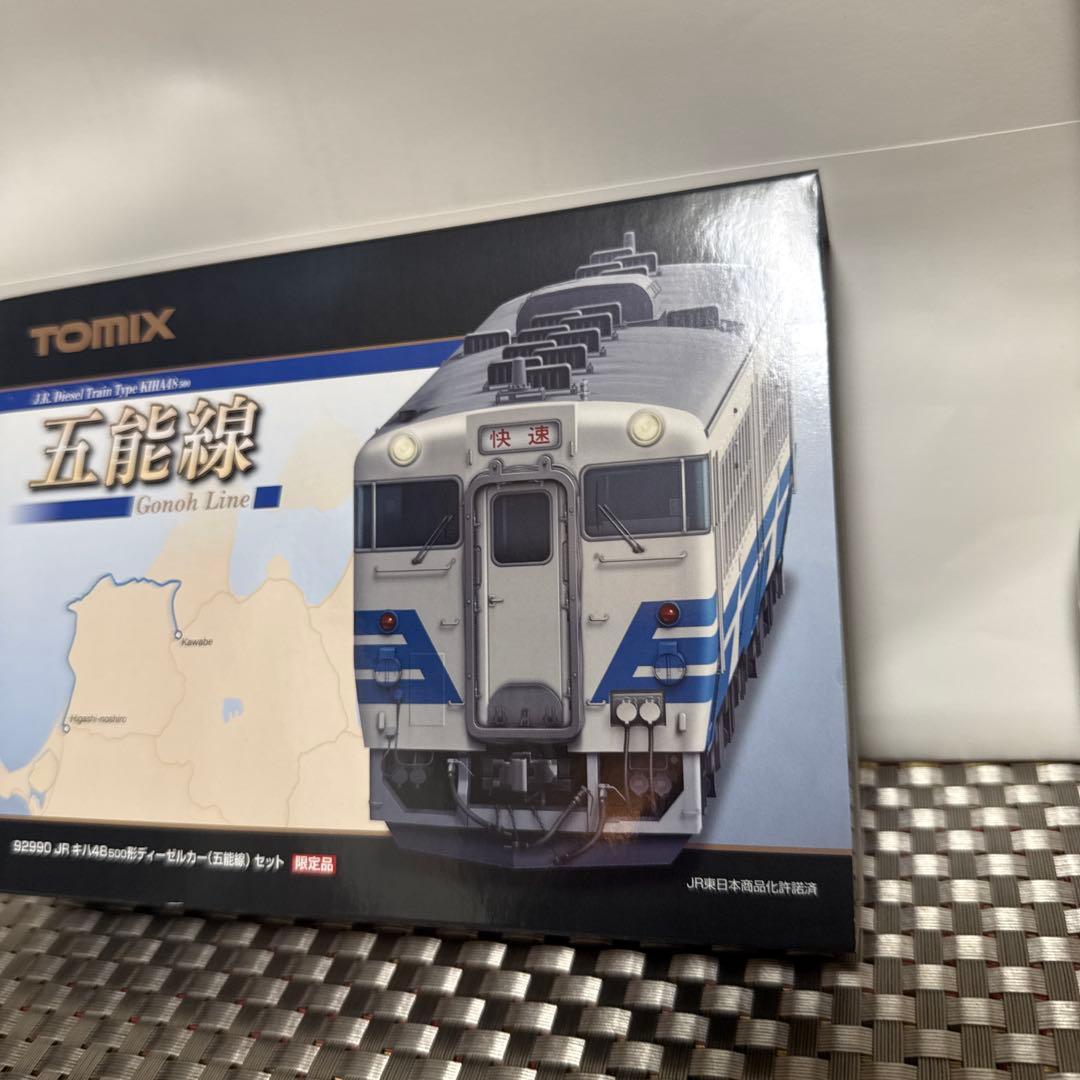 TOMIX
J.R. Diesel Train Type KIHA48 500
五能線
Gonoh Line
快速
Kawabe
Higashi-noshiro
92990 JR キハ48 500形ディーゼルカー(五能線)セット 限定品
JR東日本商品化許諾済